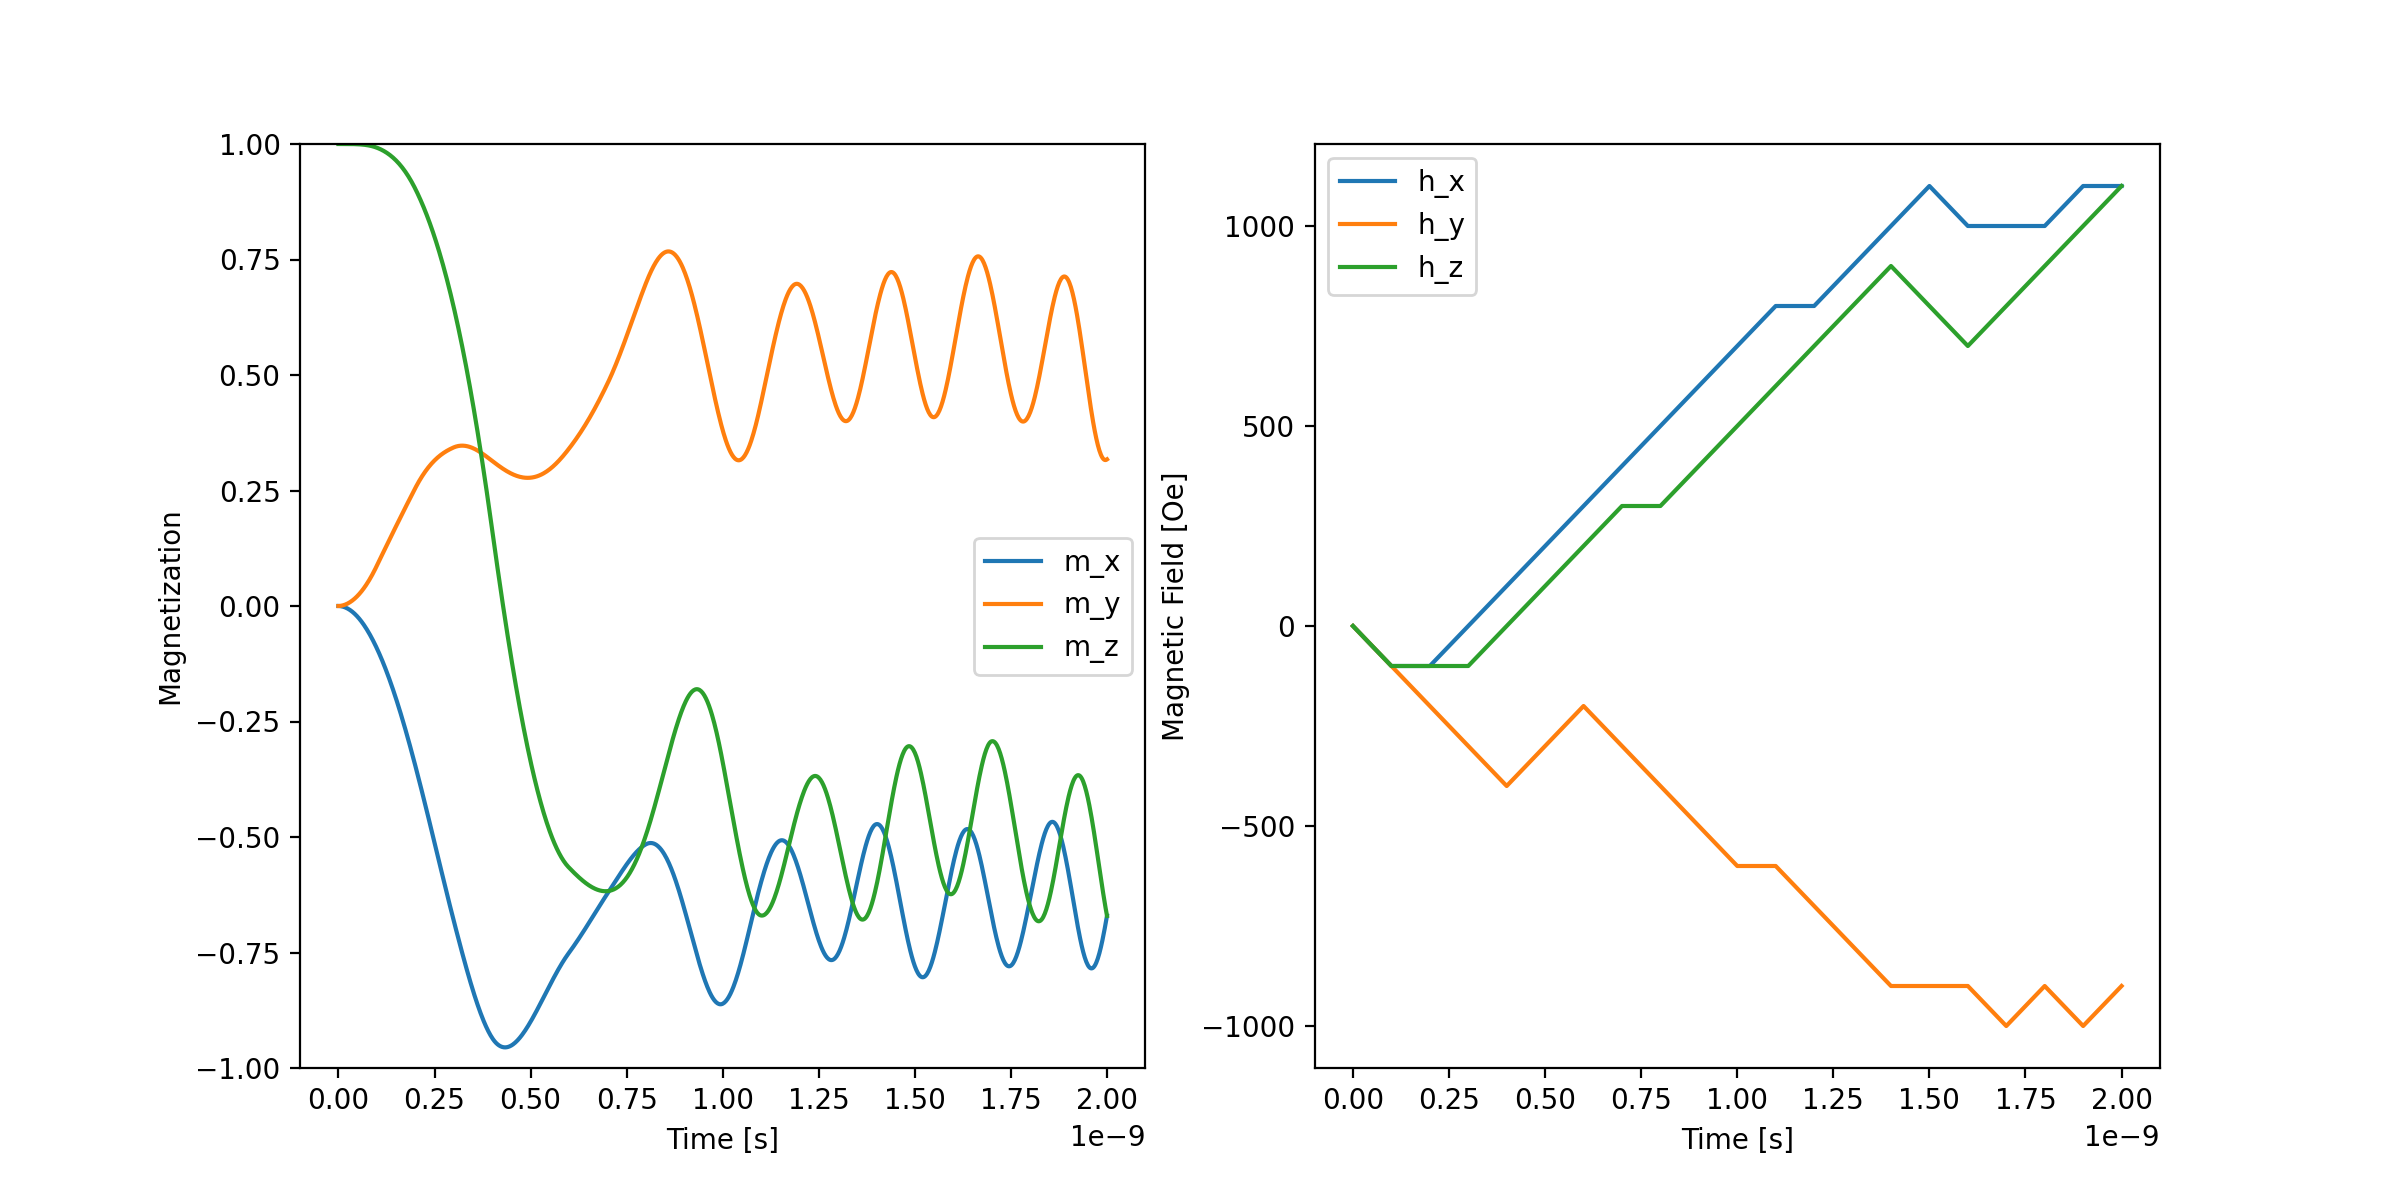 1.00
0.75
0.50
0.25
0.00
−0.25
−0.50
−0.75
−1.00
Magnetization
m_x
m_y
m_z
0.00 0.25 0.50 0.75 1.00 1.25 1.50 1.75 2.00
1e−9
Time [s]
h_x
h_y
h_z
1000
500
0
−500
−1000
Magnetic Field [Oe]
0.00 0.25 0.50 0.75 1.00 1.25 1.50 1.75 2.00
1e−9
Time [s]